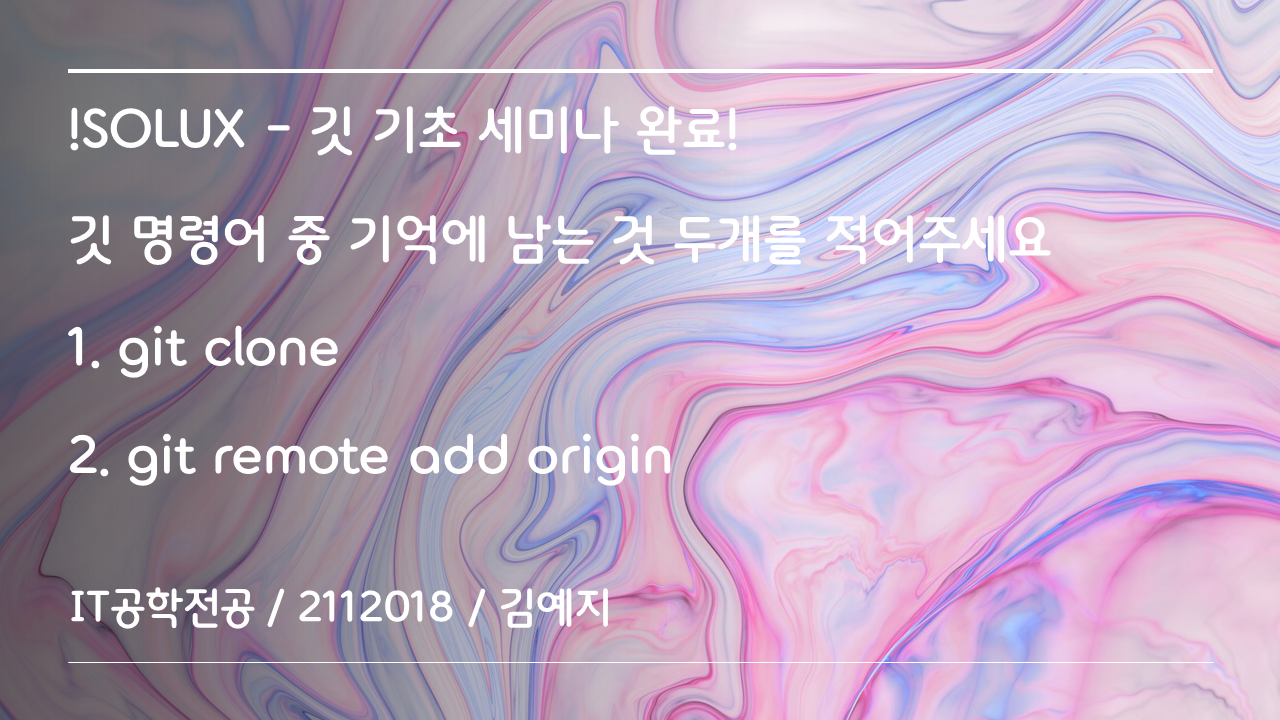 !SOLUX - 깃 기초 세미나 완료!
깃 명령어 중 기억에 남는 것 두개를 적어주세요
1. git clone
2. git remote add origin
IT공학전공 / 2112018 / 김예지